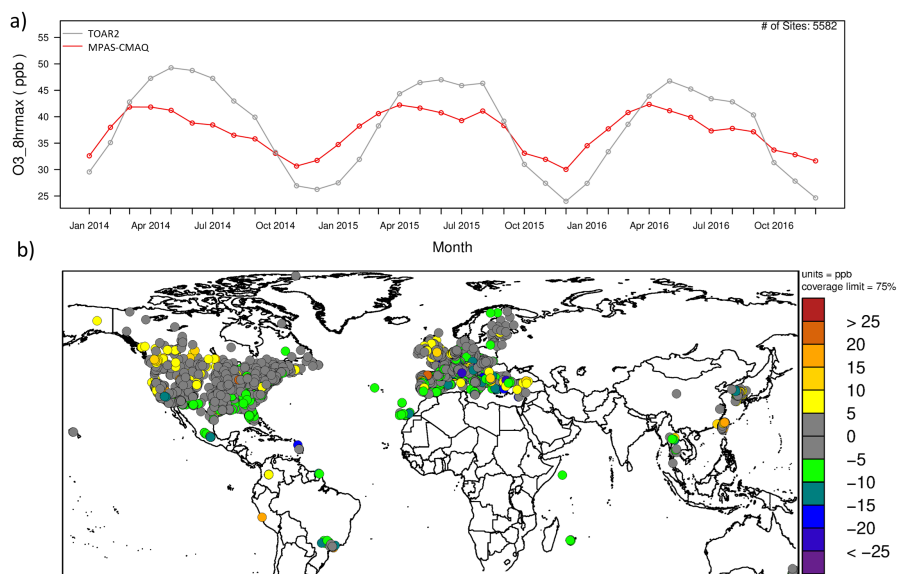 a)
# of Sites: 5582
TOAR2
MPAS-CMAQ
O3_8hrmax ( ppb )
55
50
45
40
35
30
25
Jan 2014 Apr 2014 Jul 2014 Oct 2014 Jan 2015 Apr 2015 Jul 2015 Oct 2015 Jan 2016 Apr 2016 Jul 2016 Oct 2016
Month
b)
units = ppb
coverage limit = 75%
> 25
20
15
10
5
0
−5
−10
−15
−20
< −25